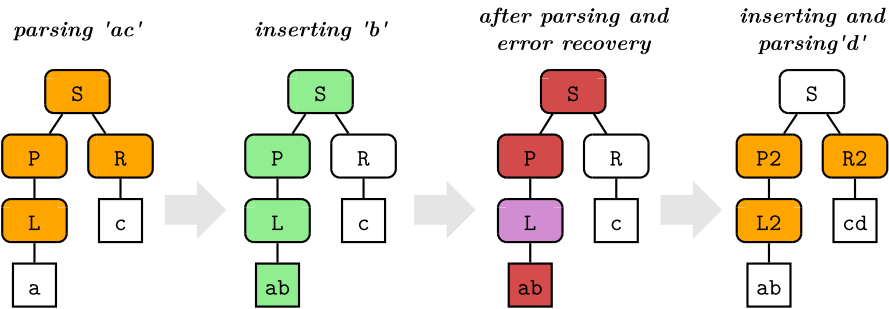 parsing 'ac'
inserting 'b'
after parsing and
error recovery
inserting and
parsing'd'
S
S
S
S
P
R
P
R
P
R
P2
R2
L
c
L
c
L
c
L2
cd
a
ab
ab
ab